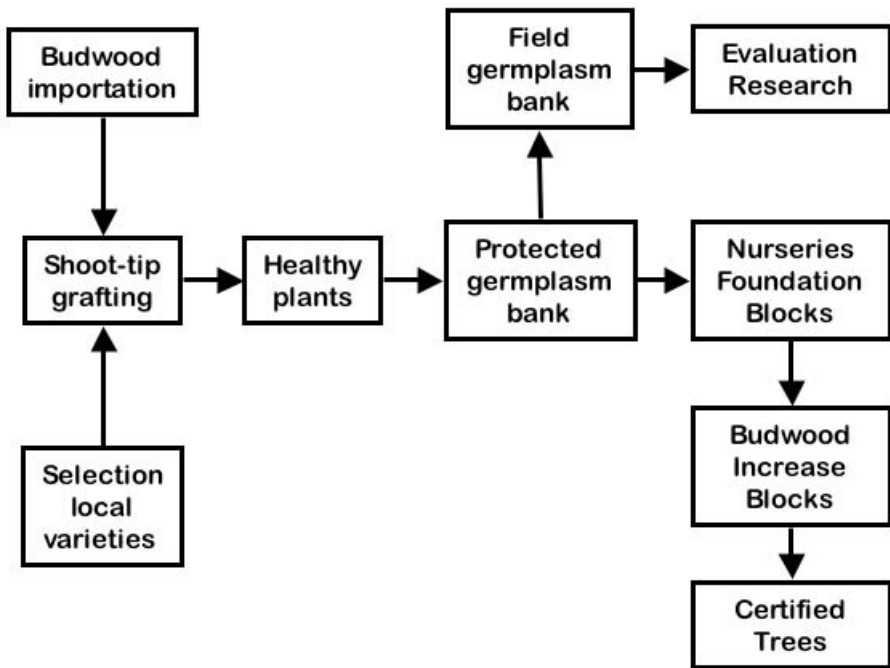 Budwood
importation
Field
germplasm
bank
Evaluation
Research
Shoot-tip
grafting
Healthy
plants
Protected
germplasm
bank
Nurseries
Foundation
Blocks
Selection
local
varieties
Budwood
Increase
Blocks
Certified
Trees